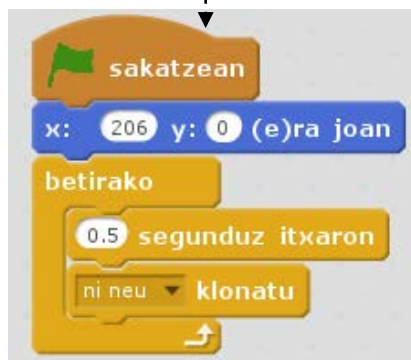 sakatzean
x: 206 y: 0 (e)ra joan
betirako
0.5 segunduz itxaron
ni neu klonatu